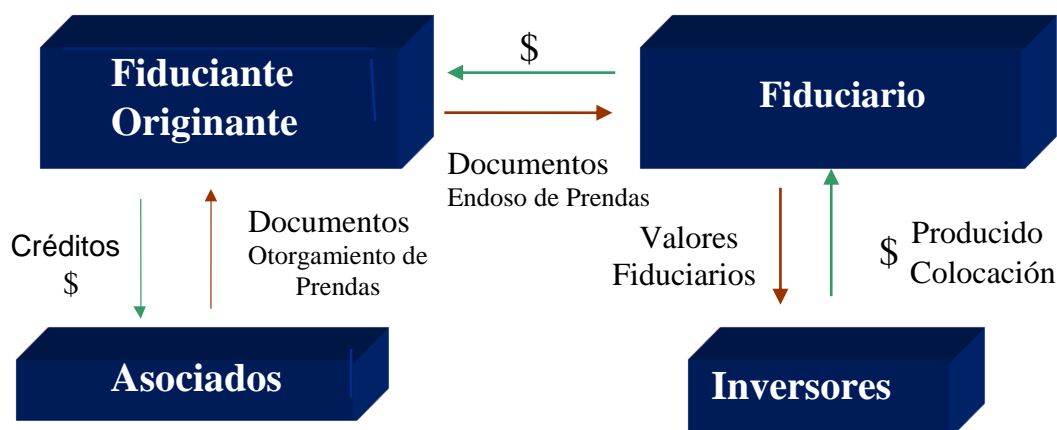 $
Fiduciante
Originante
Fiduciario
Documentos
Endoso de Prendas
Créditos
$
Documentos
Otorgamiento de
Prendas
Valores
Fiduciarios
$
Producido
Colocación
Asociados
Inversores